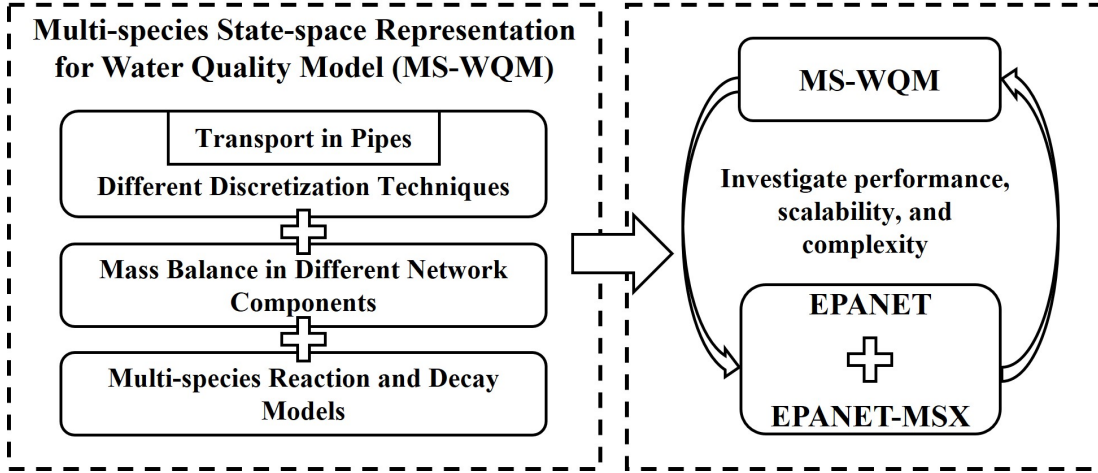 Multi-species State-space Representation
for Water Quality Model (MS-WQM)
Transport in Pipes
Different Discretization Techniques
Mass Balance in Different Network
Components
Multi-species Reaction and Decay
Models
MS-WQM
Investigate performance,
scalability, and
complexity
EPANET
EPANET-MSX